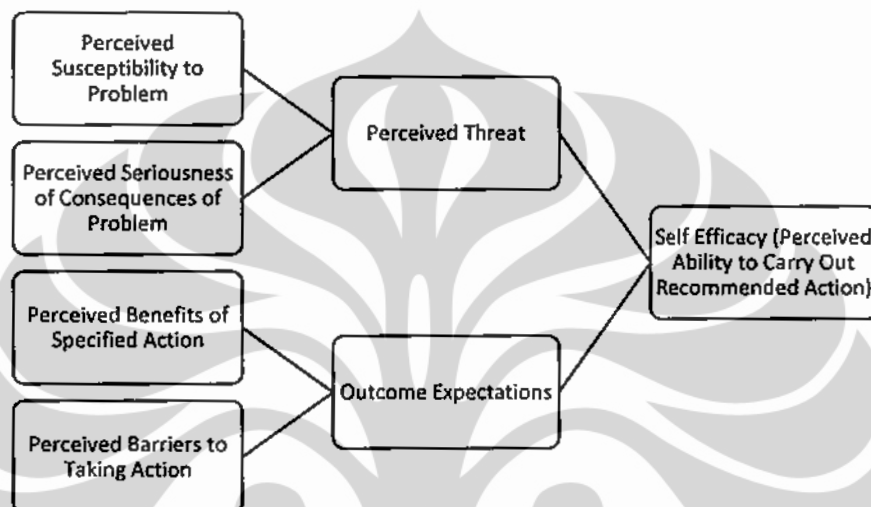 Perceived
Susceptibility to
Problem
Perceived Seriousness
of Consequences of
Problem
Perceived Benefits of
Specified Action
Perceived Barriers to
Taking Action
Perceived Threat
Outcome Expectations
Self Efficacy (Perceived
Ability to Carry Out
Recommended Action)